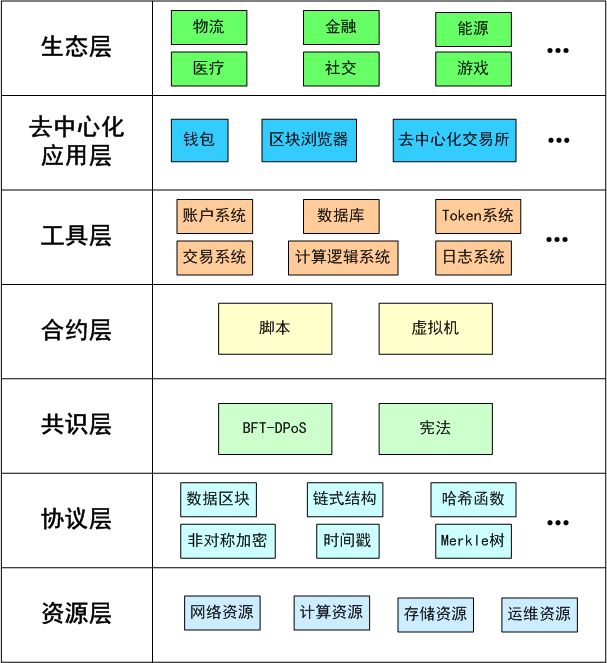 生态层
物流 金融 能源
医疗 社交 游戏
...
去中心化
应用层
钱包 区块浏览器 去中心化交易所 ...
工具层
账户系统 数据库 Token系统
交易系统 计算逻辑系统 日志系统
...
合约层
脚本 虚拟机
共识层
BFT-DPoS 宪法
协议层
数据区块 链式结构 哈希函数
非对称加密 时间戳 Merkle树
...
资源层
网络资源 计算资源 存储资源 运维资源